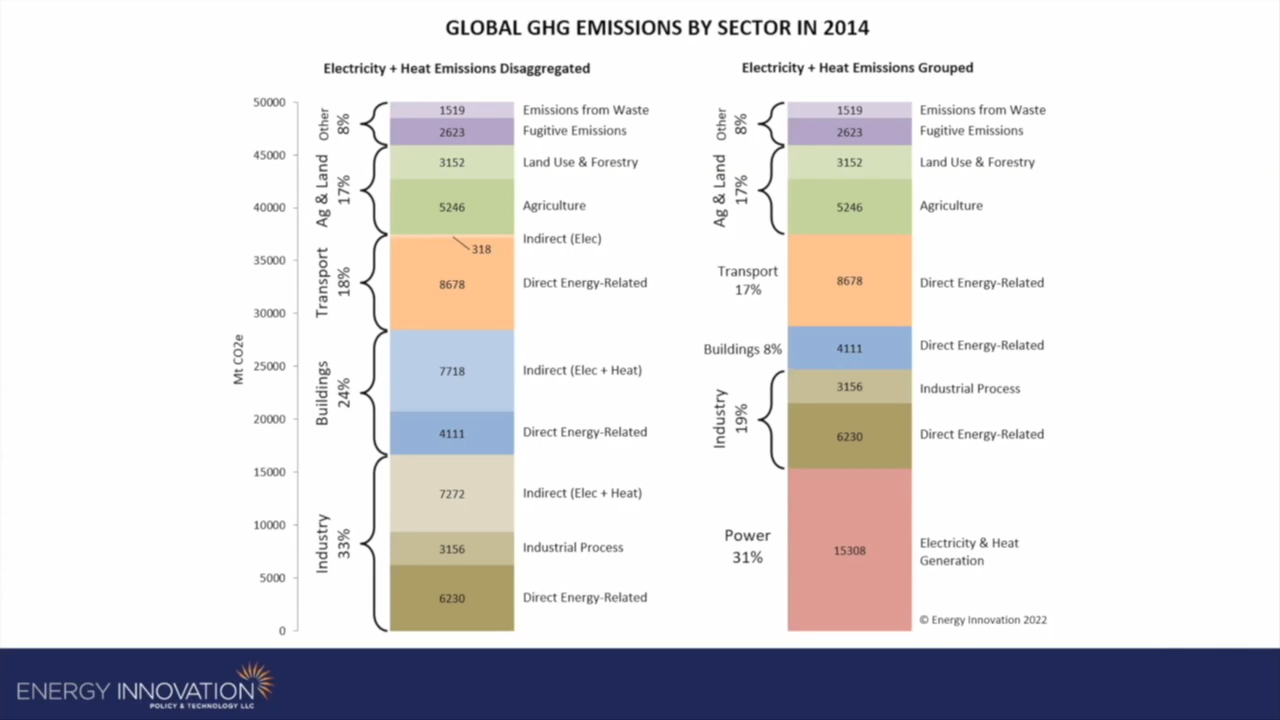 GLOBAL GHG EMISSIONS BY SECTOR IN 2014
Electricity + Heat Emissions Disaggregated
Mt CO2e
50000
45000
40000
35000
30000
25000
20000
15000
10000
5000
0
Other
8%
Ag & Land
17%
Transport
18%
Buildings
24%
Industry
33%
1519
Emissions from Waste
2623
Fugitive Emissions
3152
Land Use & Forestry
5246
Agriculture
Indirect (Elec)
318
8678
Direct Energy-Related
7718
Indirect (Elec + Heat)
4111
Direct Energy-Related
7272
Indirect (Elec + Heat)
3156
Industrial Process
6230
Direct Energy-Related
Electricity + Heat Emissions Grouped
Other
8%
Ag & Land
17%
Transport
17%
Buildings 8%
Industry
19%
Power
31%
1519
Emissions from Waste
2623
Fugitive Emissions
3152
Land Use & Forestry
5246
Agriculture
8678
Direct Energy-Related
4111
Direct Energy-Related
3156
Industrial Process
6230
Direct Energy-Related
15308
Electricity & Heat
Generation
© Energy Innovation 2022
ENERGY INNOVATION
POLICY & TECHNOLOGY LLC